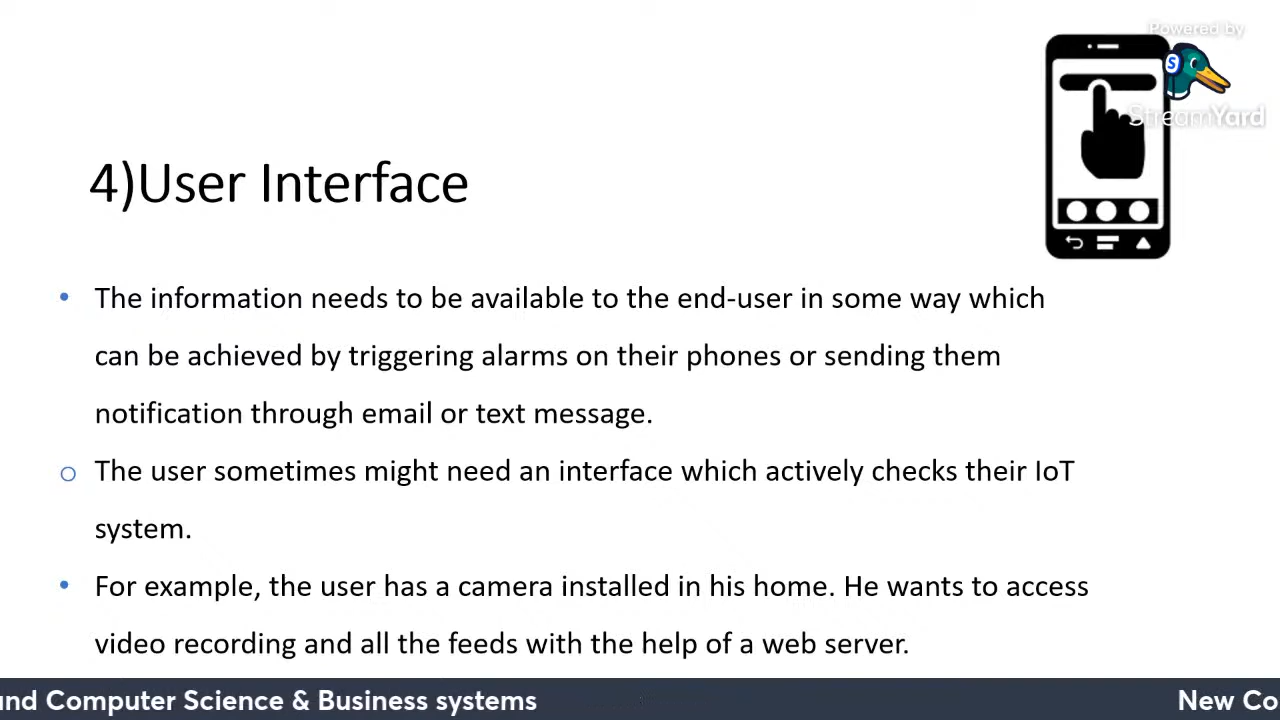 Powered by
StreamYard
4)User Interface
• The information needs to be available to the end-user in some way which
can be achieved by triggering alarms on their phones or sending them
notification through email or text message.
o The user sometimes might need an interface which actively checks their IoT
system.
• For example, the user has a camera installed in his home. He wants to access
video recording and all the feeds with the help of a web server.
and Computer Science & Business systems
New Co